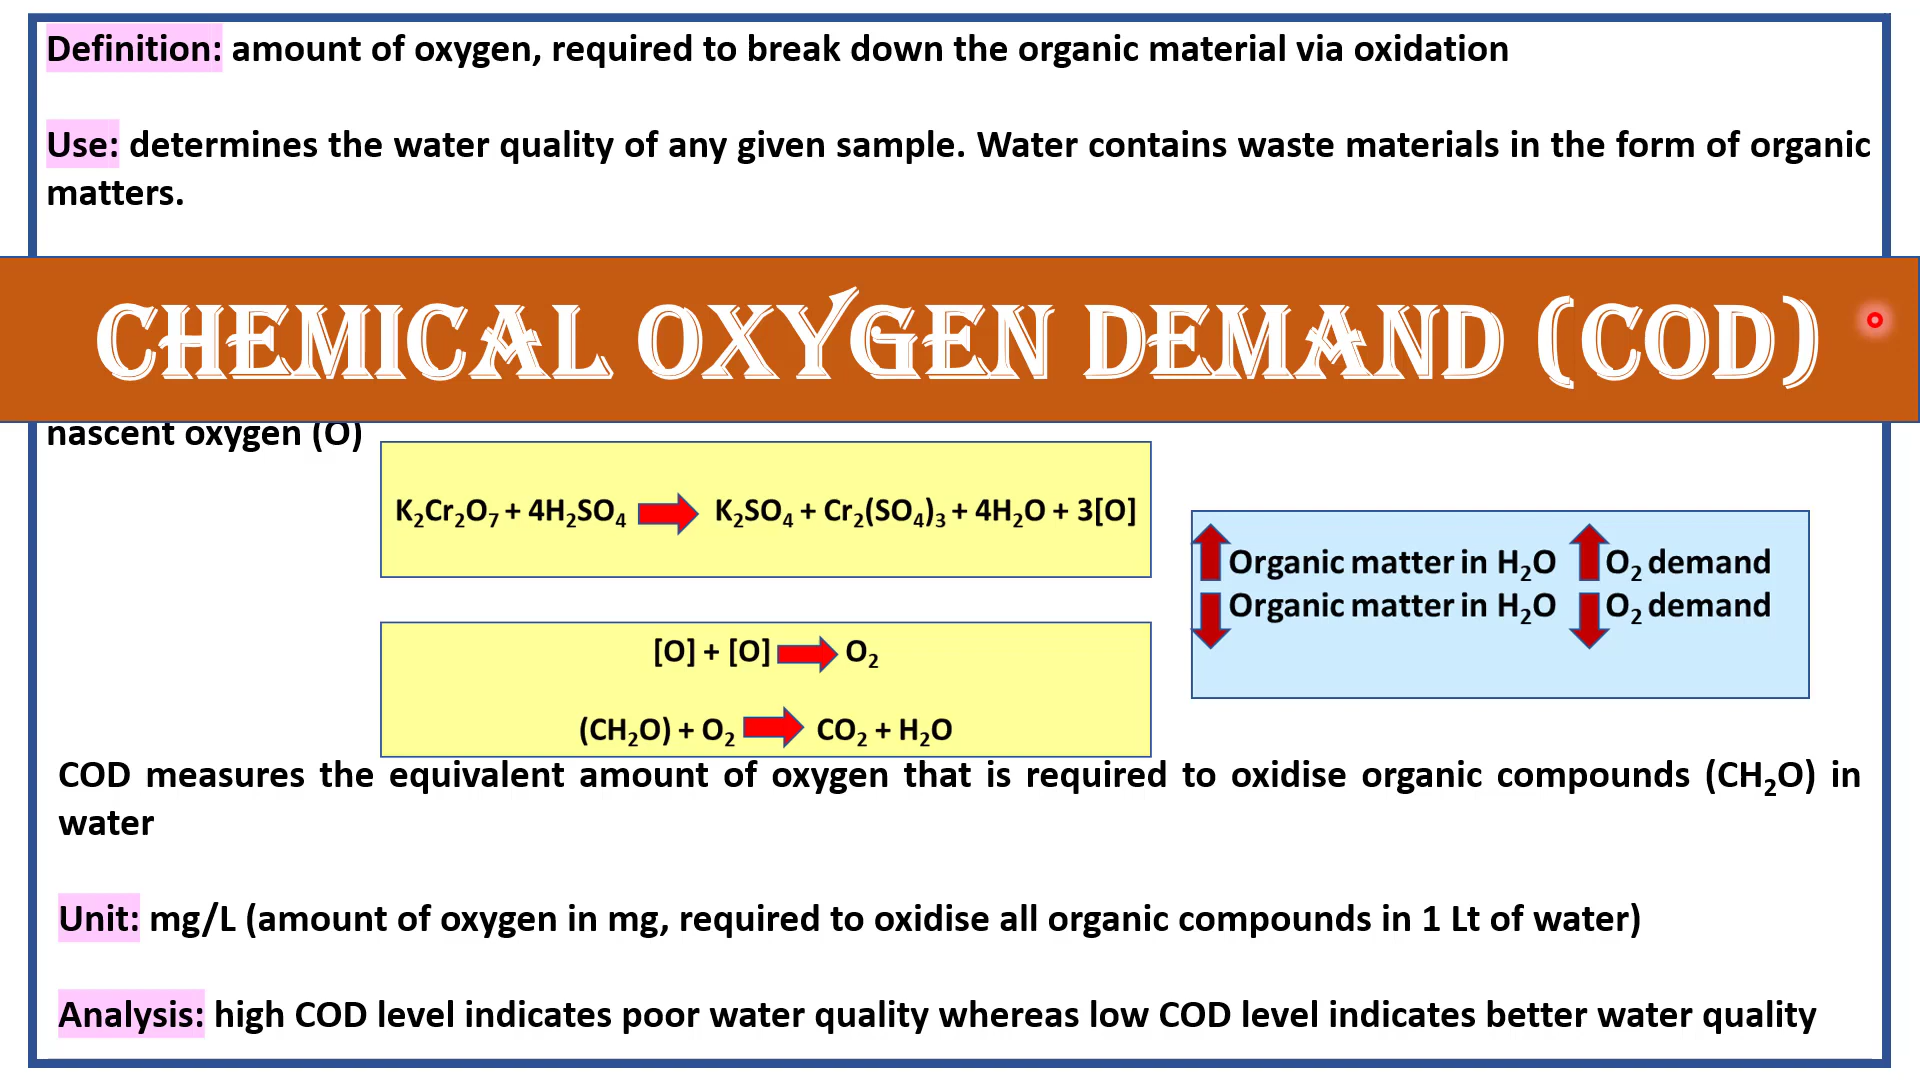 Definition: amount of oxygen, required to break down the organic material via oxidation
Use: determines the water quality of any given sample. Water contains waste materials in the form of organic
matters.
CHEMICAL OXYGEN DEMAND (COD)
nascent oxygen (O)
K₂Cr₂O₇ + 4H₂SO₄ K₂SO₄ + Cr₂(SO₄)₃ + 4H₂O + 3[O]
Organic matter in H₂O O₂ demand
Organic matter in H₂O O₂ demand
[O] + [O] O₂
(CH₂O) + O₂ CO₂ + H₂O
COD measures the equivalent amount of oxygen that is required to oxidise organic compounds (CH₂O) in
water
Unit: mg/L (amount of oxygen in mg, required to oxidise all organic compounds in 1 Lt of water)
Analysis: high COD level indicates poor water quality whereas low COD level indicates better water quality